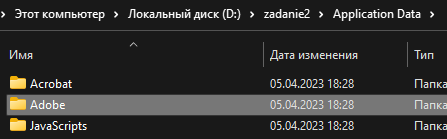 › Этот компьютер › Локальный диск (D:) › zadanie2 › Application Data ›
Имя Дата изменения Тип
Acrobat 05.04.2023 18:28 Папка
Adobe 05.04.2023 18:28 Папка
JavaScripts 05.04.2023 18:28 Папка